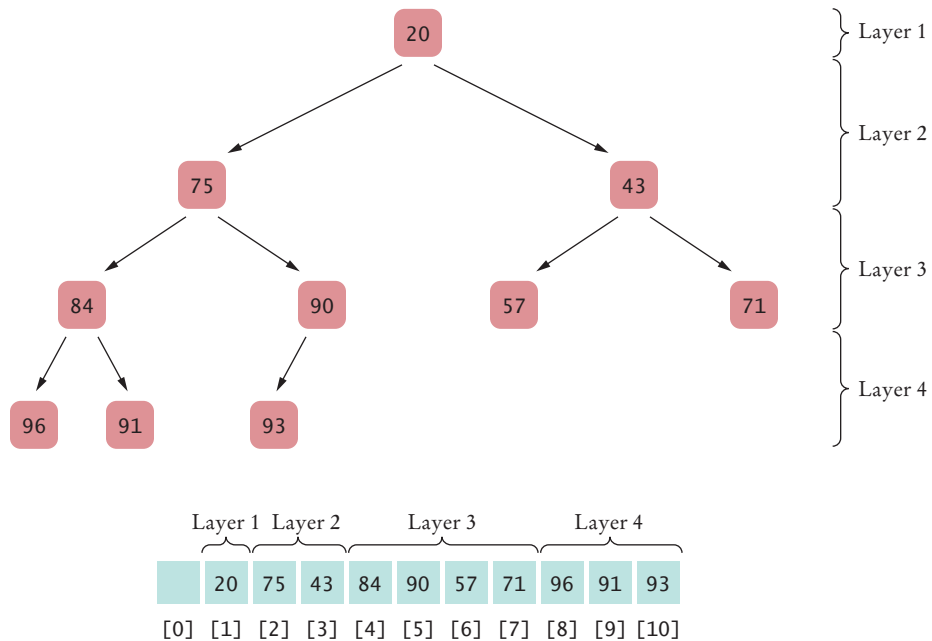 20
Layer 1
Layer 2
75 43
Layer 3
84 90 57 71
Layer 4
96 91 93
Layer 1 Layer 2 Layer 3 Layer 4
20 75 43 84 90 57 71 96 91 93
[0] [1] [2] [3] [4] [5] [6] [7] [8] [9] [10]